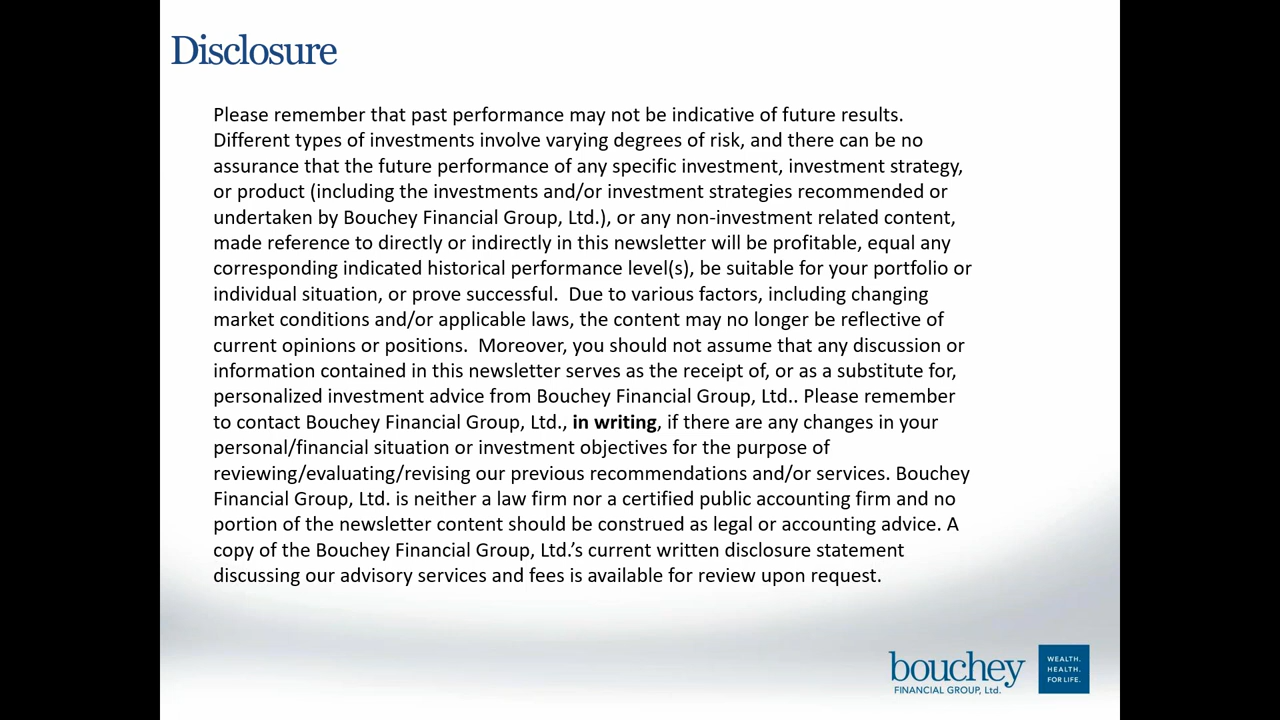 Disclosure
Please remember that past performance may not be indicative of future results.
Different types of investments involve varying degrees of risk, and there can be no
assurance that the future performance of any specific investment, investment strategy,
or product (including the investments and/or investment strategies recommended or
undertaken by Bouchey Financial Group, Ltd.), or any non-investment related content,
made reference to directly or indirectly in this newsletter will be profitable, equal any
corresponding indicated historical performance level(s), be suitable for your portfolio or
individual situation, or prove successful.  Due to various factors, including changing
market conditions and/or applicable laws, the content may no longer be reflective of
current opinions or positions.  Moreover, you should not assume that any discussion or
information contained in this newsletter serves as the receipt of, or as a substitute for,
personalized investment advice from Bouchey Financial Group, Ltd.. Please remember
to contact Bouchey Financial Group, Ltd., in writing, if there are any changes in your
personal/financial situation or investment objectives for the purpose of
reviewing/evaluating/revising our previous recommendations and/or services. Bouchey
Financial Group, Ltd. is neither a law firm nor a certified public accounting firm and no
portion of the newsletter content should be construed as legal or accounting advice. A
copy of the Bouchey Financial Group, Ltd.’s current written disclosure statement
discussing our advisory services and fees is available for review upon request.
bouchey
FINANCIAL GROUP, Ltd.
WEALTH.
HEALTH.
FOR LIFE.